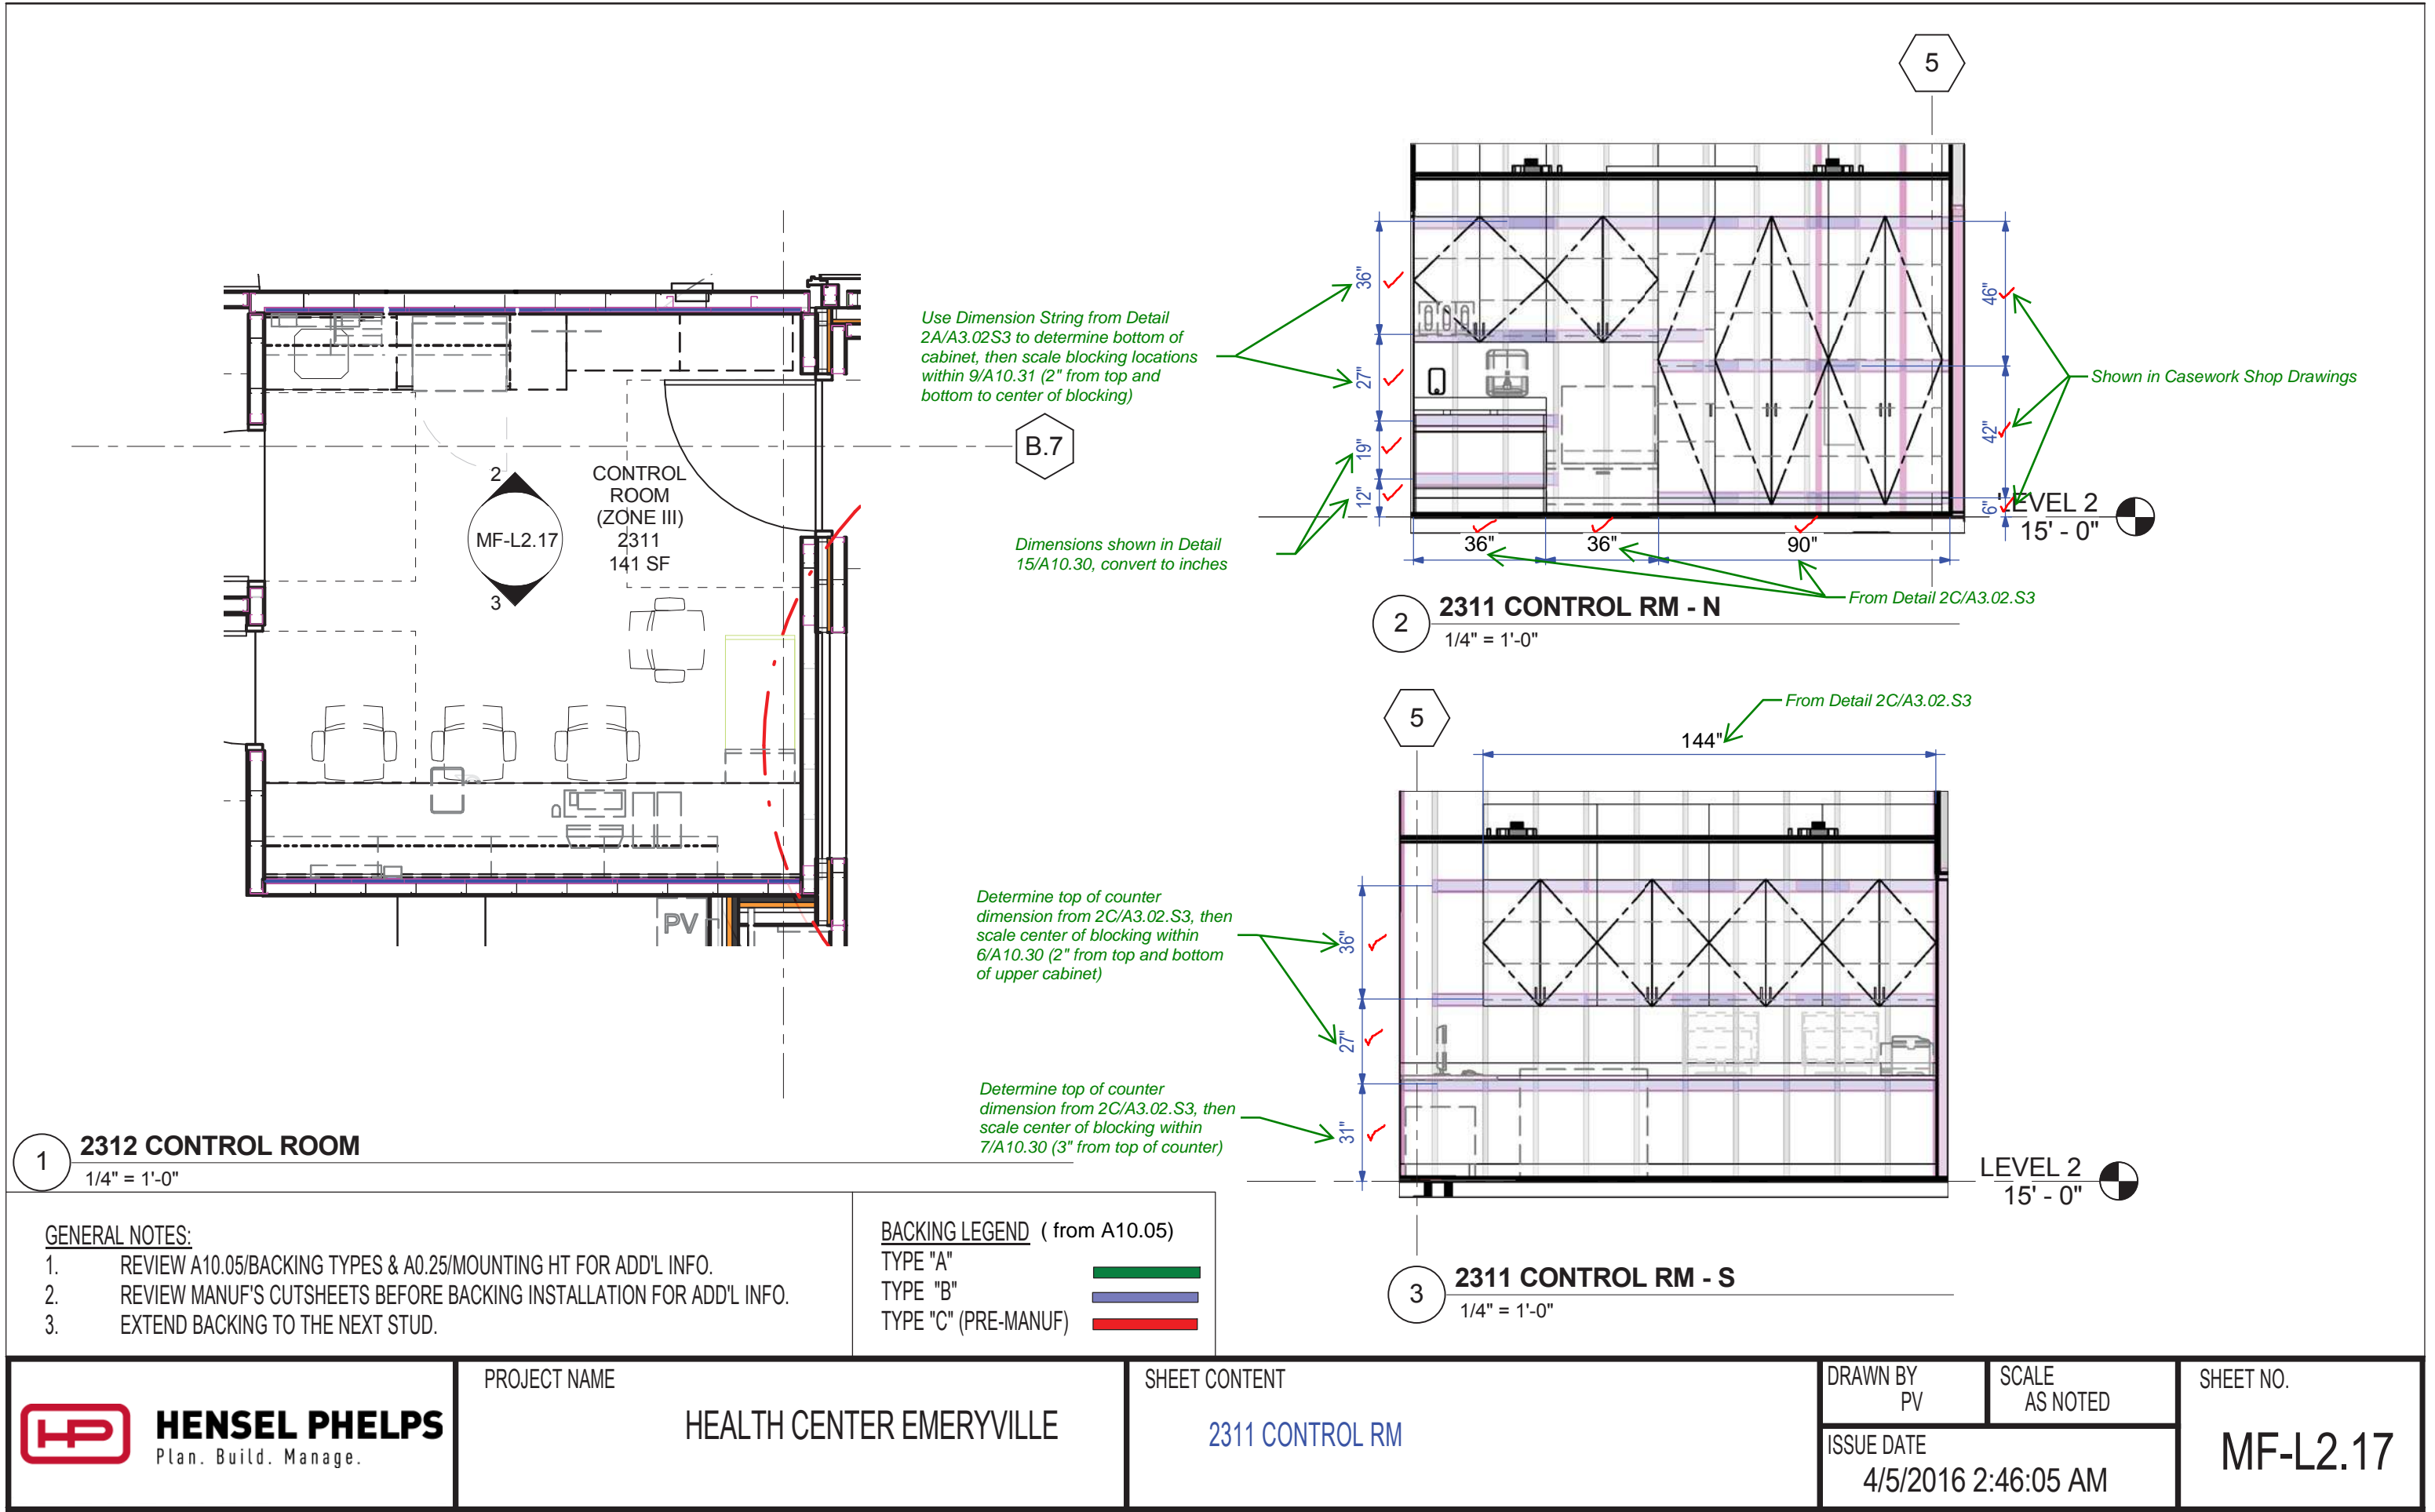 5
Use Dimension String from Detail
2A/A3.02S3 to determine bottom of
cabinet, then scale blocking locations
within 9/A10.31 (2" from top and
bottom to center of blocking)
36"
27"
19"
12"
46"
42"
6"
Shown in Casework Shop Drawings
LEVEL 2
15' - 0"
Dimensions shown in Detail
15/A10.30, convert to inches
36"
36"
90"
From Detail 2C/A3.02.S3
2
2311 CONTROL RM - N
1/4" = 1'-0"
B.7
2
MF-L2.17
3
CONTROL
ROOM
(ZONE III)
2311
141 SF
PV
5
From Detail 2C/A3.02.S3
144"
Determine top of counter
dimension from 2C/A3.02.S3, then
scale center of blocking within
6/A10.30 (2" from top and bottom
of upper cabinet)
36"
27"
31"
Determine top of counter
dimension from 2C/A3.02.S3, then
scale center of blocking within
7/A10.30 (3" from top of counter)
LEVEL 2
15' - 0"
3
2311 CONTROL RM - S
1/4" = 1'-0"
1
2312 CONTROL ROOM
1/4" = 1'-0"
GENERAL NOTES:
1. REVIEW A10.05/BACKING TYPES & A0.25/MOUNTING HT FOR ADD'L INFO.
2. REVIEW MANUF'S CUTSHEETS BEFORE BACKING INSTALLATION FOR ADD'L INFO.
3. EXTEND BACKING TO THE NEXT STUD.
BACKING LEGEND ( from A10.05)
TYPE "A"
TYPE "B"
TYPE "C" (PRE-MANUF)
HP
HENSEL PHELPS
Plan. Build. Manage.
PROJECT NAME
HEALTH CENTER EMERYVILLE
SHEET CONTENT
2311 CONTROL RM
DRAWN BY
PV
SCALE
AS NOTED
ISSUE DATE
4/5/2016 2:46:05 AM
SHEET NO.
MF-L2.17